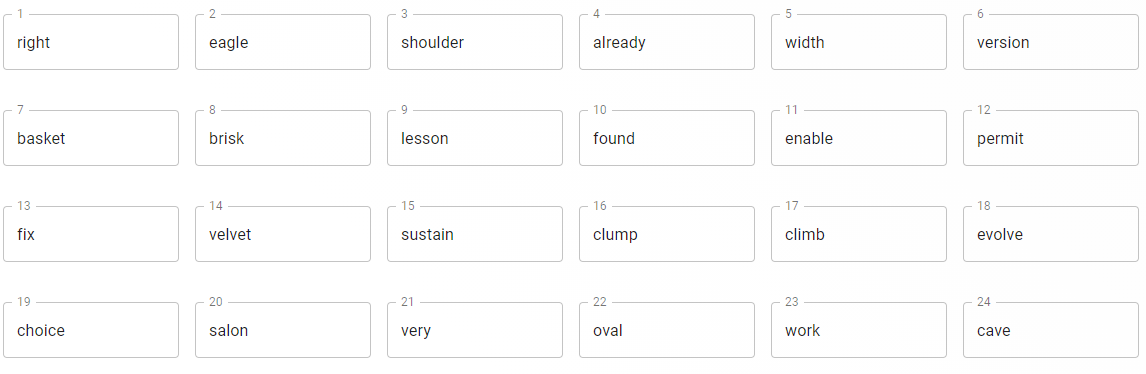 1 2 3 4 5 6
right eagle shoulder already width version
7 8 9 10 11 12
basket brisk lesson found enable permit
13 14 15 16 17 18
fix velvet sustain clump climb evolve
19 20 21 22 23 24
choice salon very oval work cave